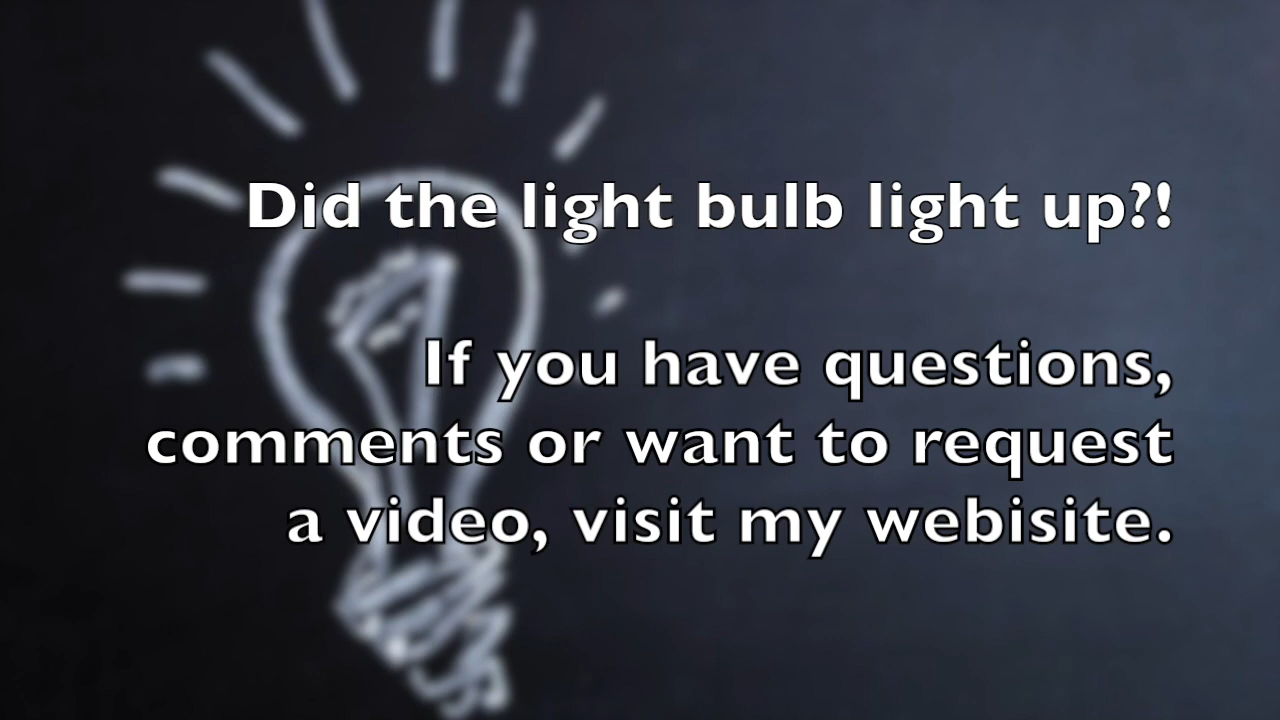 Did the light bulb light up?!
If you have questions,
comments or want to request
a video, visit my webisite.